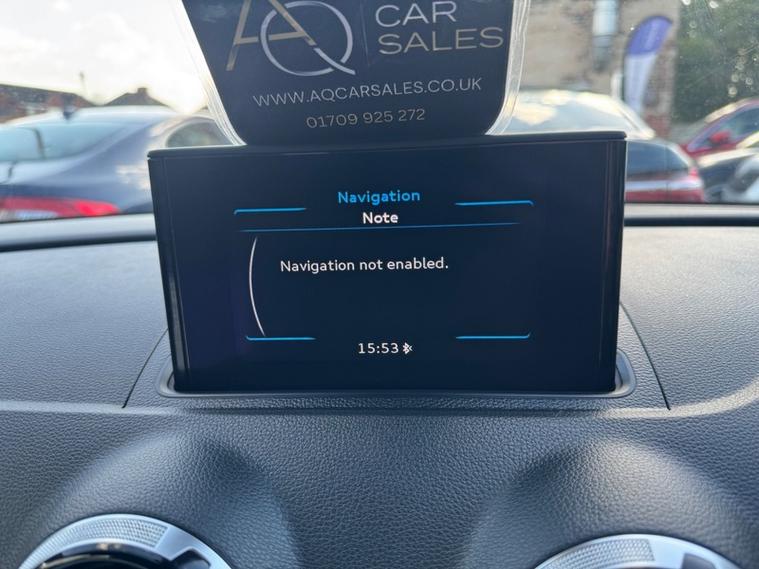 AQ
CAR
SALES
WWW.AQCARSALES.CO.UK
01709 925 272
Navigation
Note
Navigation not enabled.
15:53